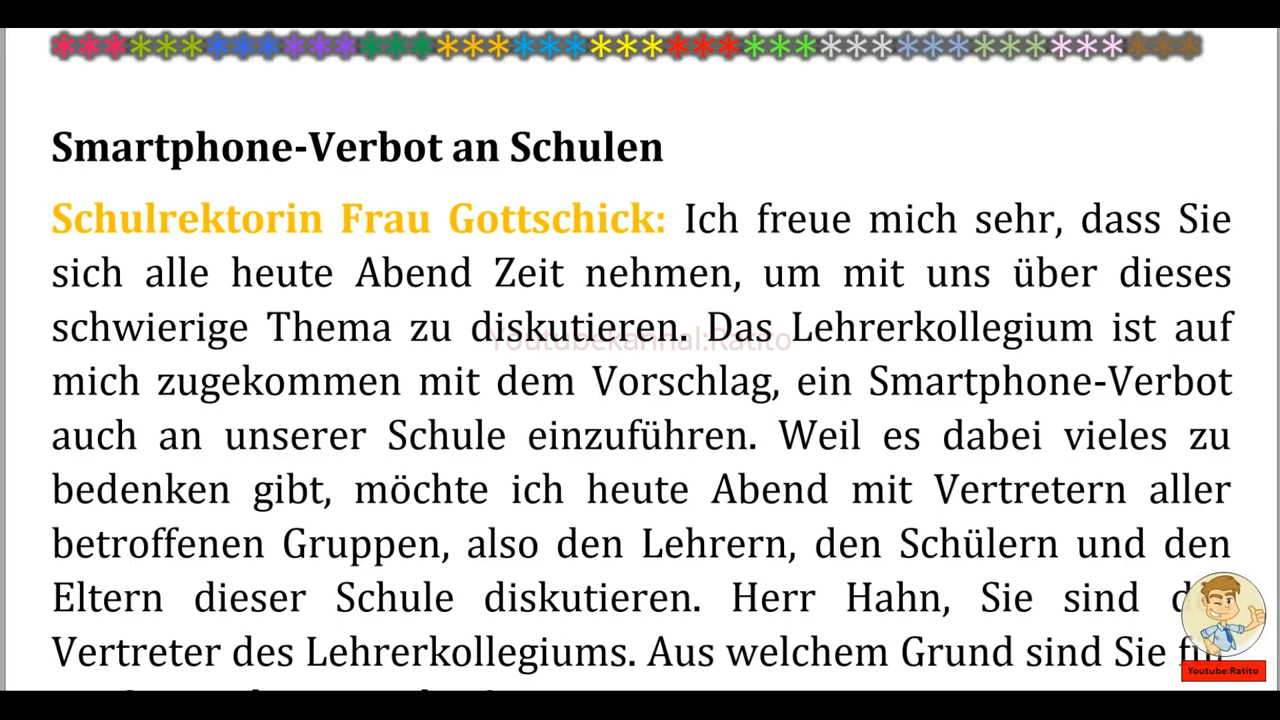 ***********************************************
Smartphone-Verbot an Schulen
Schulrektorin Frau Gottschick: Ich freue mich sehr, dass Sie
sich alle heute Abend Zeit nehmen, um mit uns über dieses
schwierige Thema zu diskutieren. Das Lehrerkollegium ist auf
Youtubekannal:Ratito
mich zugekommen mit dem Vorschlag, ein Smartphone-Verbot
auch an unserer Schule einzuführen. Weil es dabei vieles zu
bedenken gibt, möchte ich heute Abend mit Vertretern aller
betroffenen Gruppen, also den Lehrern, den Schülern und den
Eltern dieser Schule diskutieren. Herr Hahn, Sie sind
Vertreter des Lehrerkollegiums. Aus welchem Grund sind Sie
Youtube:Ratito